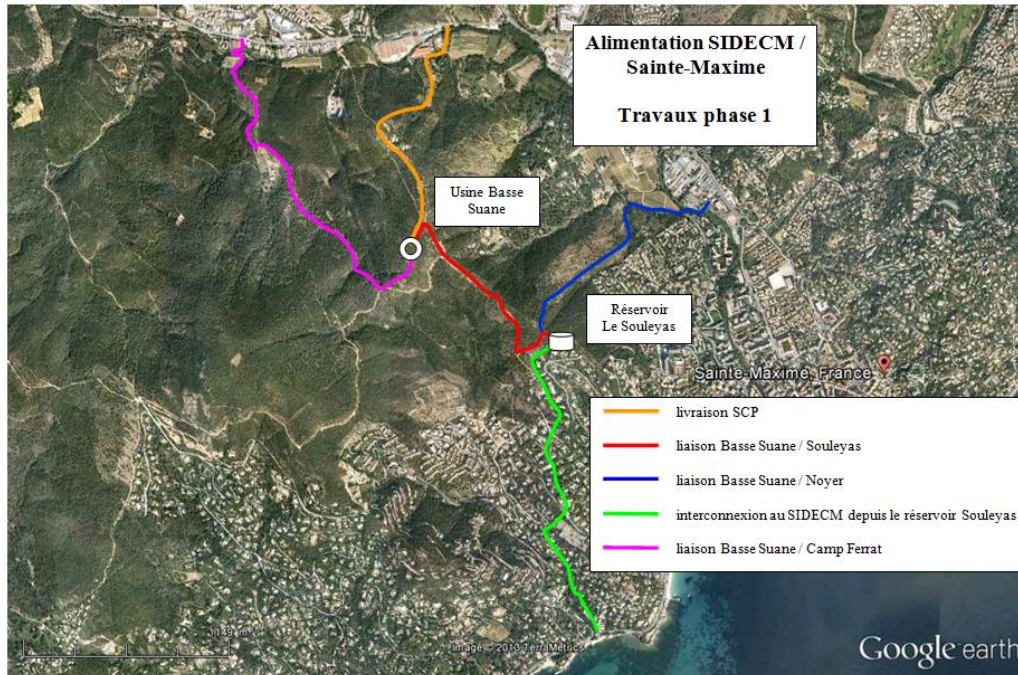 Alimentation SIDECM /
Sainte-Maxime
Travaux phase 1
Usine Basse
Suane
Réservoir
Le Souleyas
Sainte-Maxime, France
livraison SCP
liaison Basse Suane / Souleyas
liaison Basse Suane / Noyer
interconnexion au SIDECM depuis le réservoir Souleyas
liaison Basse Suane / Camp Ferrat
1149 m
Image © 2013 TerraMetrics
Google earth